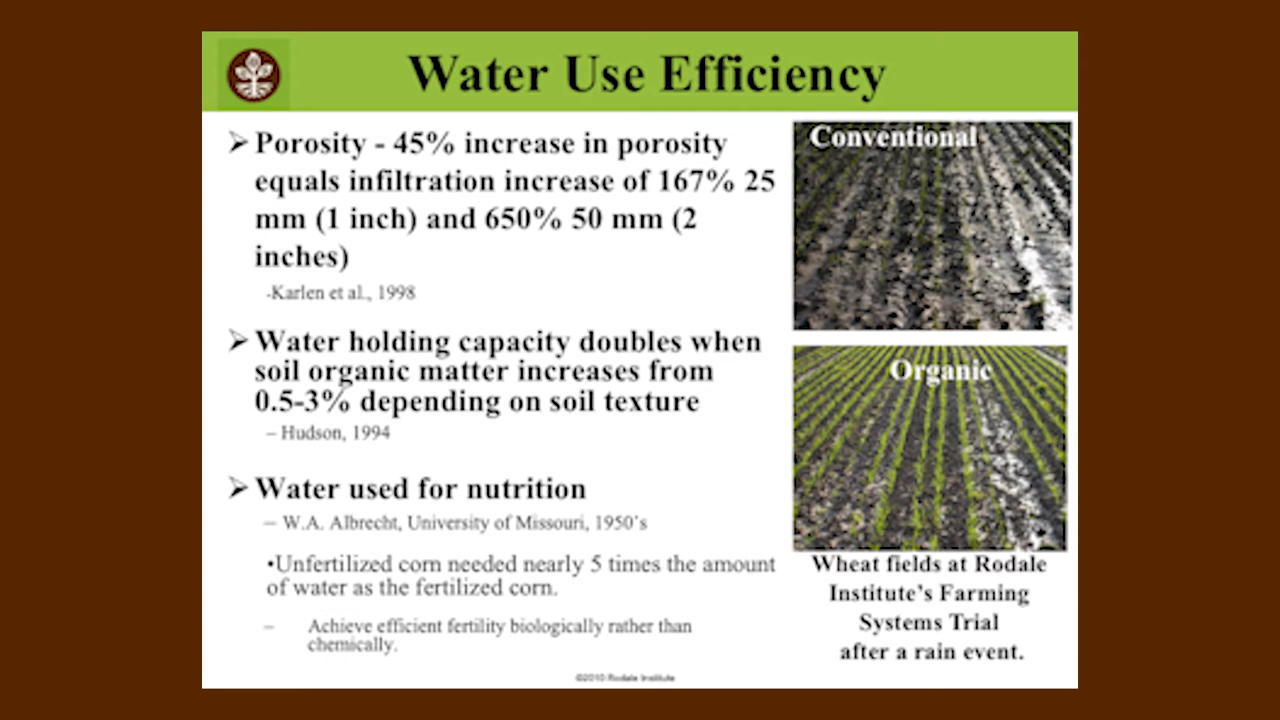 Water Use Efficiency
➢Porosity - 45% increase in porosity
equals infiltration increase of 167% 25
mm (1 inch) and 650% 50 mm (2
inches)
-Karlen et al., 1998
➢Water holding capacity doubles when
soil organic matter increases from
0.5-3% depending on soil texture
– Hudson, 1994
➢Water used for nutrition
– W.A. Albrecht, University of Missouri, 1950's
•Unfertilized corn needed nearly 5 times the amount
of water as the fertilized corn.
– Achieve efficient fertility biologically rather than
chemically.
Conventional
Organic
Wheat fields at Rodale
Institute's Farming
Systems Trial
after a rain event.
©2010 Rodale Institute